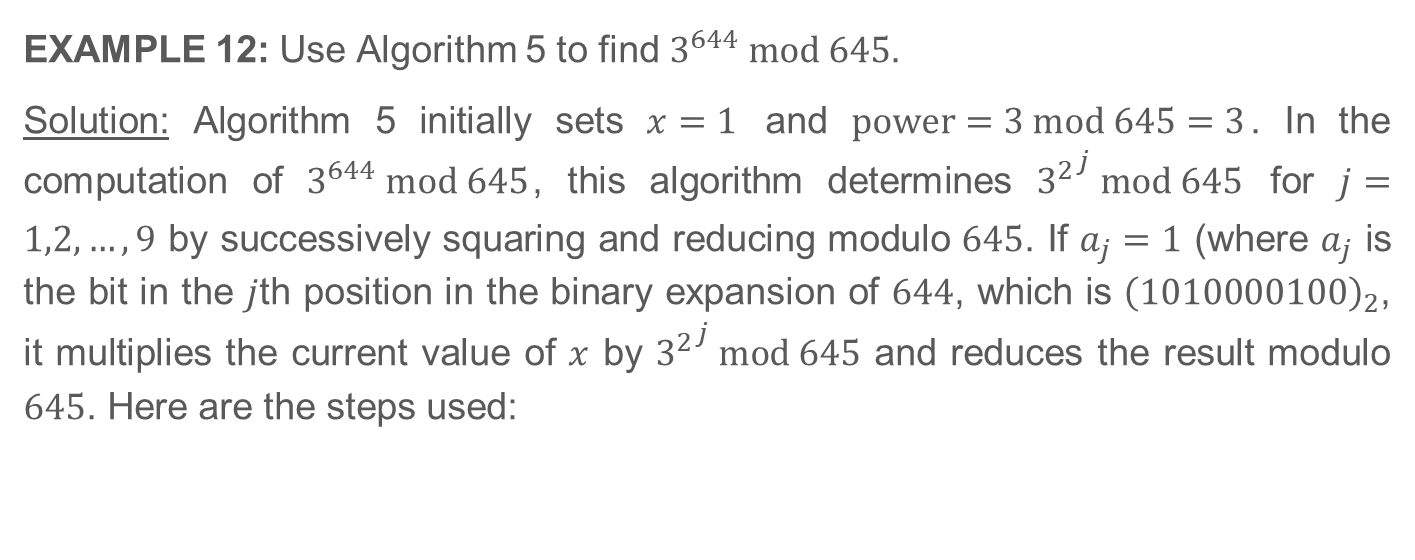 EXAMPLE 12: Use Algorithm 5 to find 3^644 mod 645.
Solution: Algorithm 5 initially sets x = 1 and power = 3 mod 645 = 3. In the
computation of 3^644 mod 645, this algorithm determines 3^2^j mod 645 for j =
1,2, ... , 9 by successively squaring and reducing modulo 645. If a_j = 1 (where a_j is
the bit in the jth position in the binary expansion of 644, which is (1010000100)_2,
it multiplies the current value of x by 3^2^j mod 645 and reduces the result modulo
645. Here are the steps used: